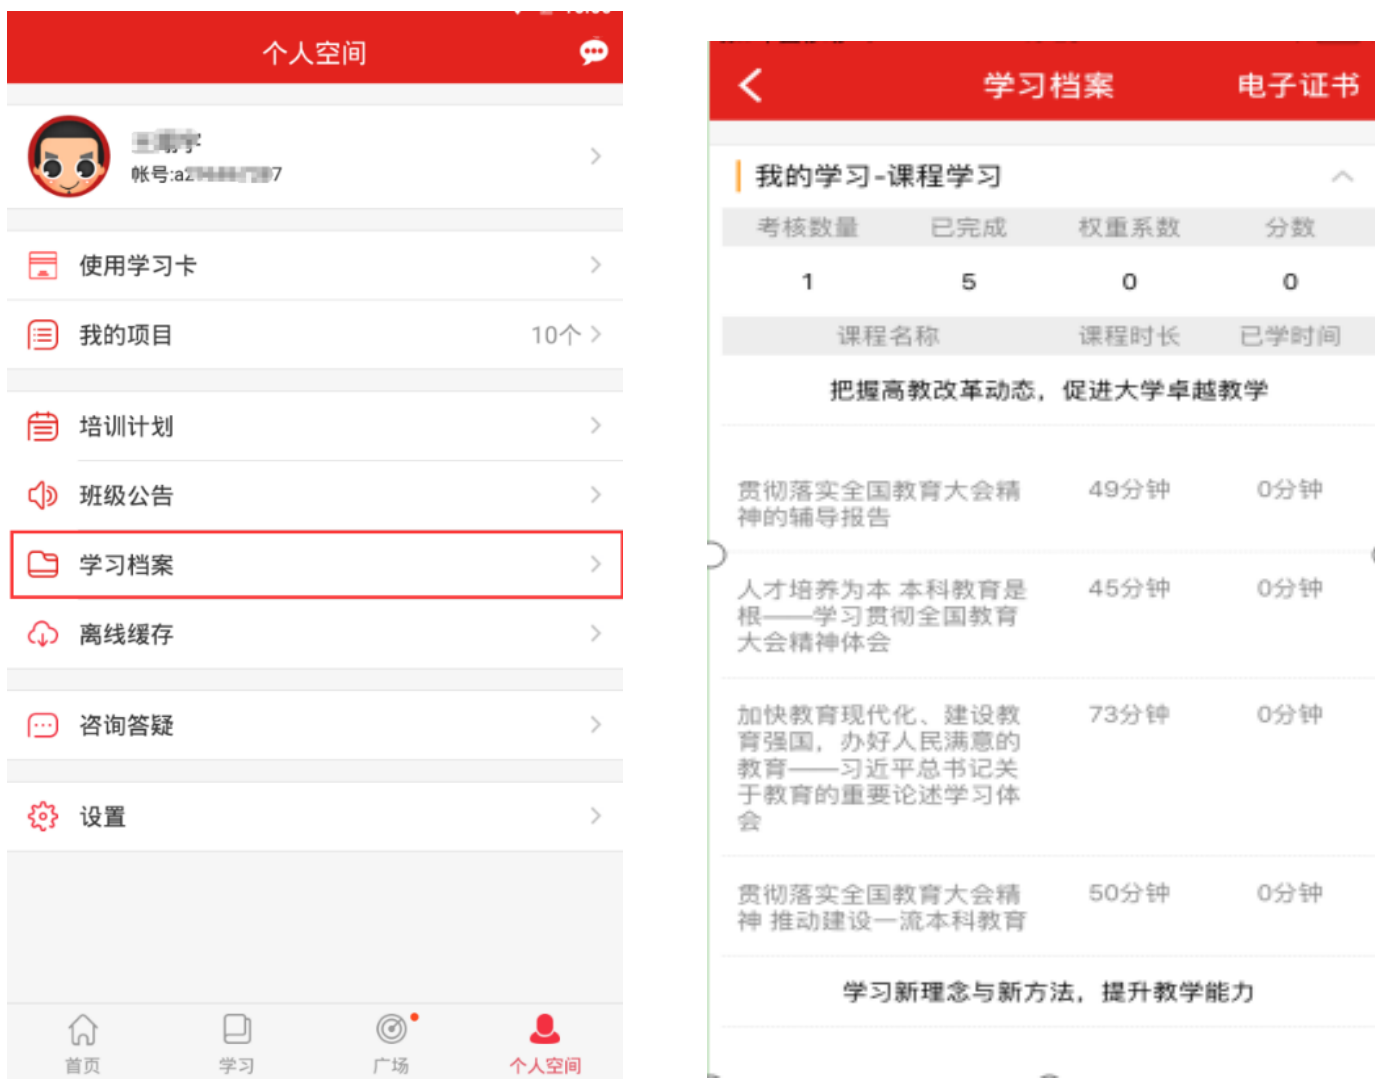 个人空间
宇
帐号:a2 7
使用学习卡
我的项目
10个
培训计划
班级公告
学习档案
离线缓存
咨询答疑
设置
首页
学习
广场
个人空间
学习档案
电子证书
我的学习-课程学习
考核数量 已完成 权重系数 分数
1 5 0 0
课程名称 课程时长 已学时间
把握高教改革动态，促进大学卓越教学
贯彻落实全国教育大会精 49分钟 0分钟
神的辅导报告
人才培养为本 本科教育是 45分钟 0分钟
根——学习贯彻全国教育
大会精神体会
加快教育现代化、建设教 73分钟 0分钟
育强国，办好人民满意的
教育——习近平总书记关
于教育的重要论述学习体
会
贯彻落实全国教育大会精 50分钟 0分钟
神 推动建设一流本科教育
学习新理念与新方法，提升教学能力